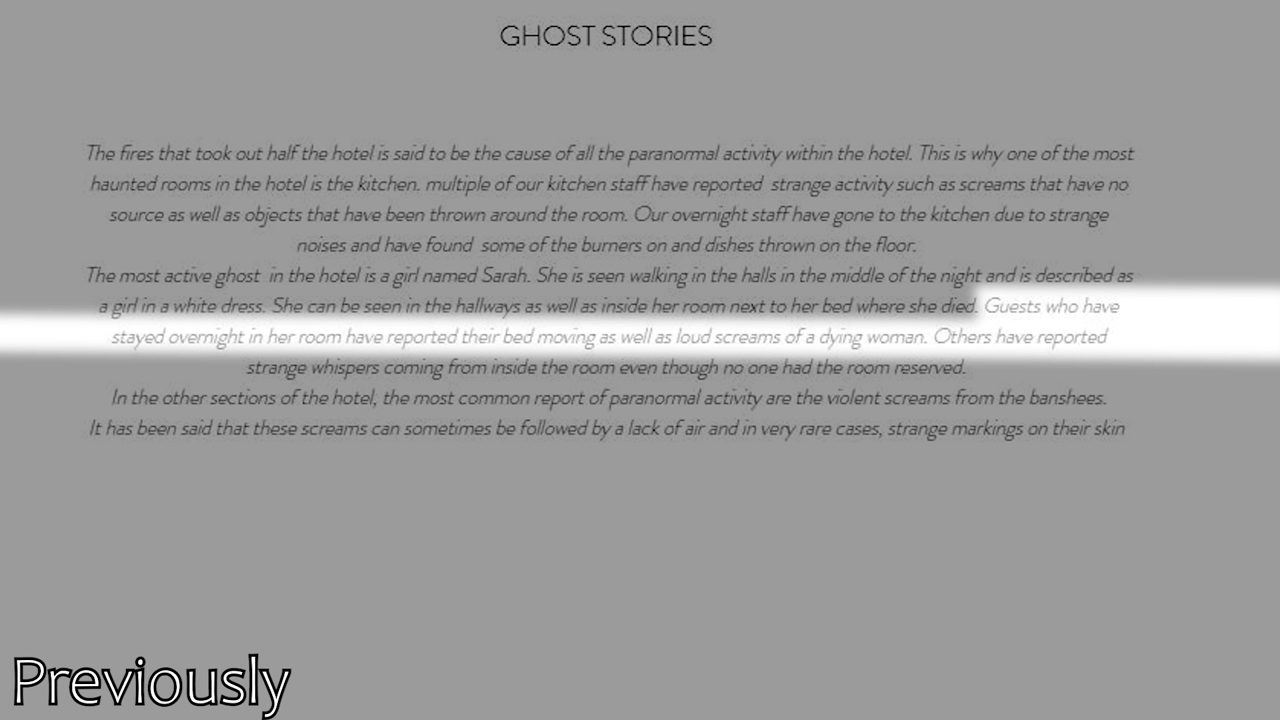 GHOST STORIES
The fires that took out half the hotel is said to be the cause of all the paranormal activity within the hotel. This is why one of the most
haunted rooms in the hotel is the kitchen. multiple of our kitchen staff have reported strange activity such as screams that have no
source as well as objects that have been thrown around the room. Our overnight staff have gone to the kitchen due to strange
noises and have found some of the burners on and dishes thrown on the floor.
The most active ghost in the hotel is a girl named Sarah. She is seen walking in the halls in the middle of the night and is described as
a girl in a white dress. She can be seen in the hallways as well as inside her room next to her bed where she died. Guests who have
stayed overnight in her room have reported their bed moving as well as loud screams of a dying woman. Others have reported
strange whispers coming from inside the room even though no one had the room reserved.
In the other sections of the hotel, the most common report of paranormal activity are the violent screams from the banshees.
It has been said that these screams can sometimes be followed by a lack of air and in very rare cases, strange markings on their skin
Previously